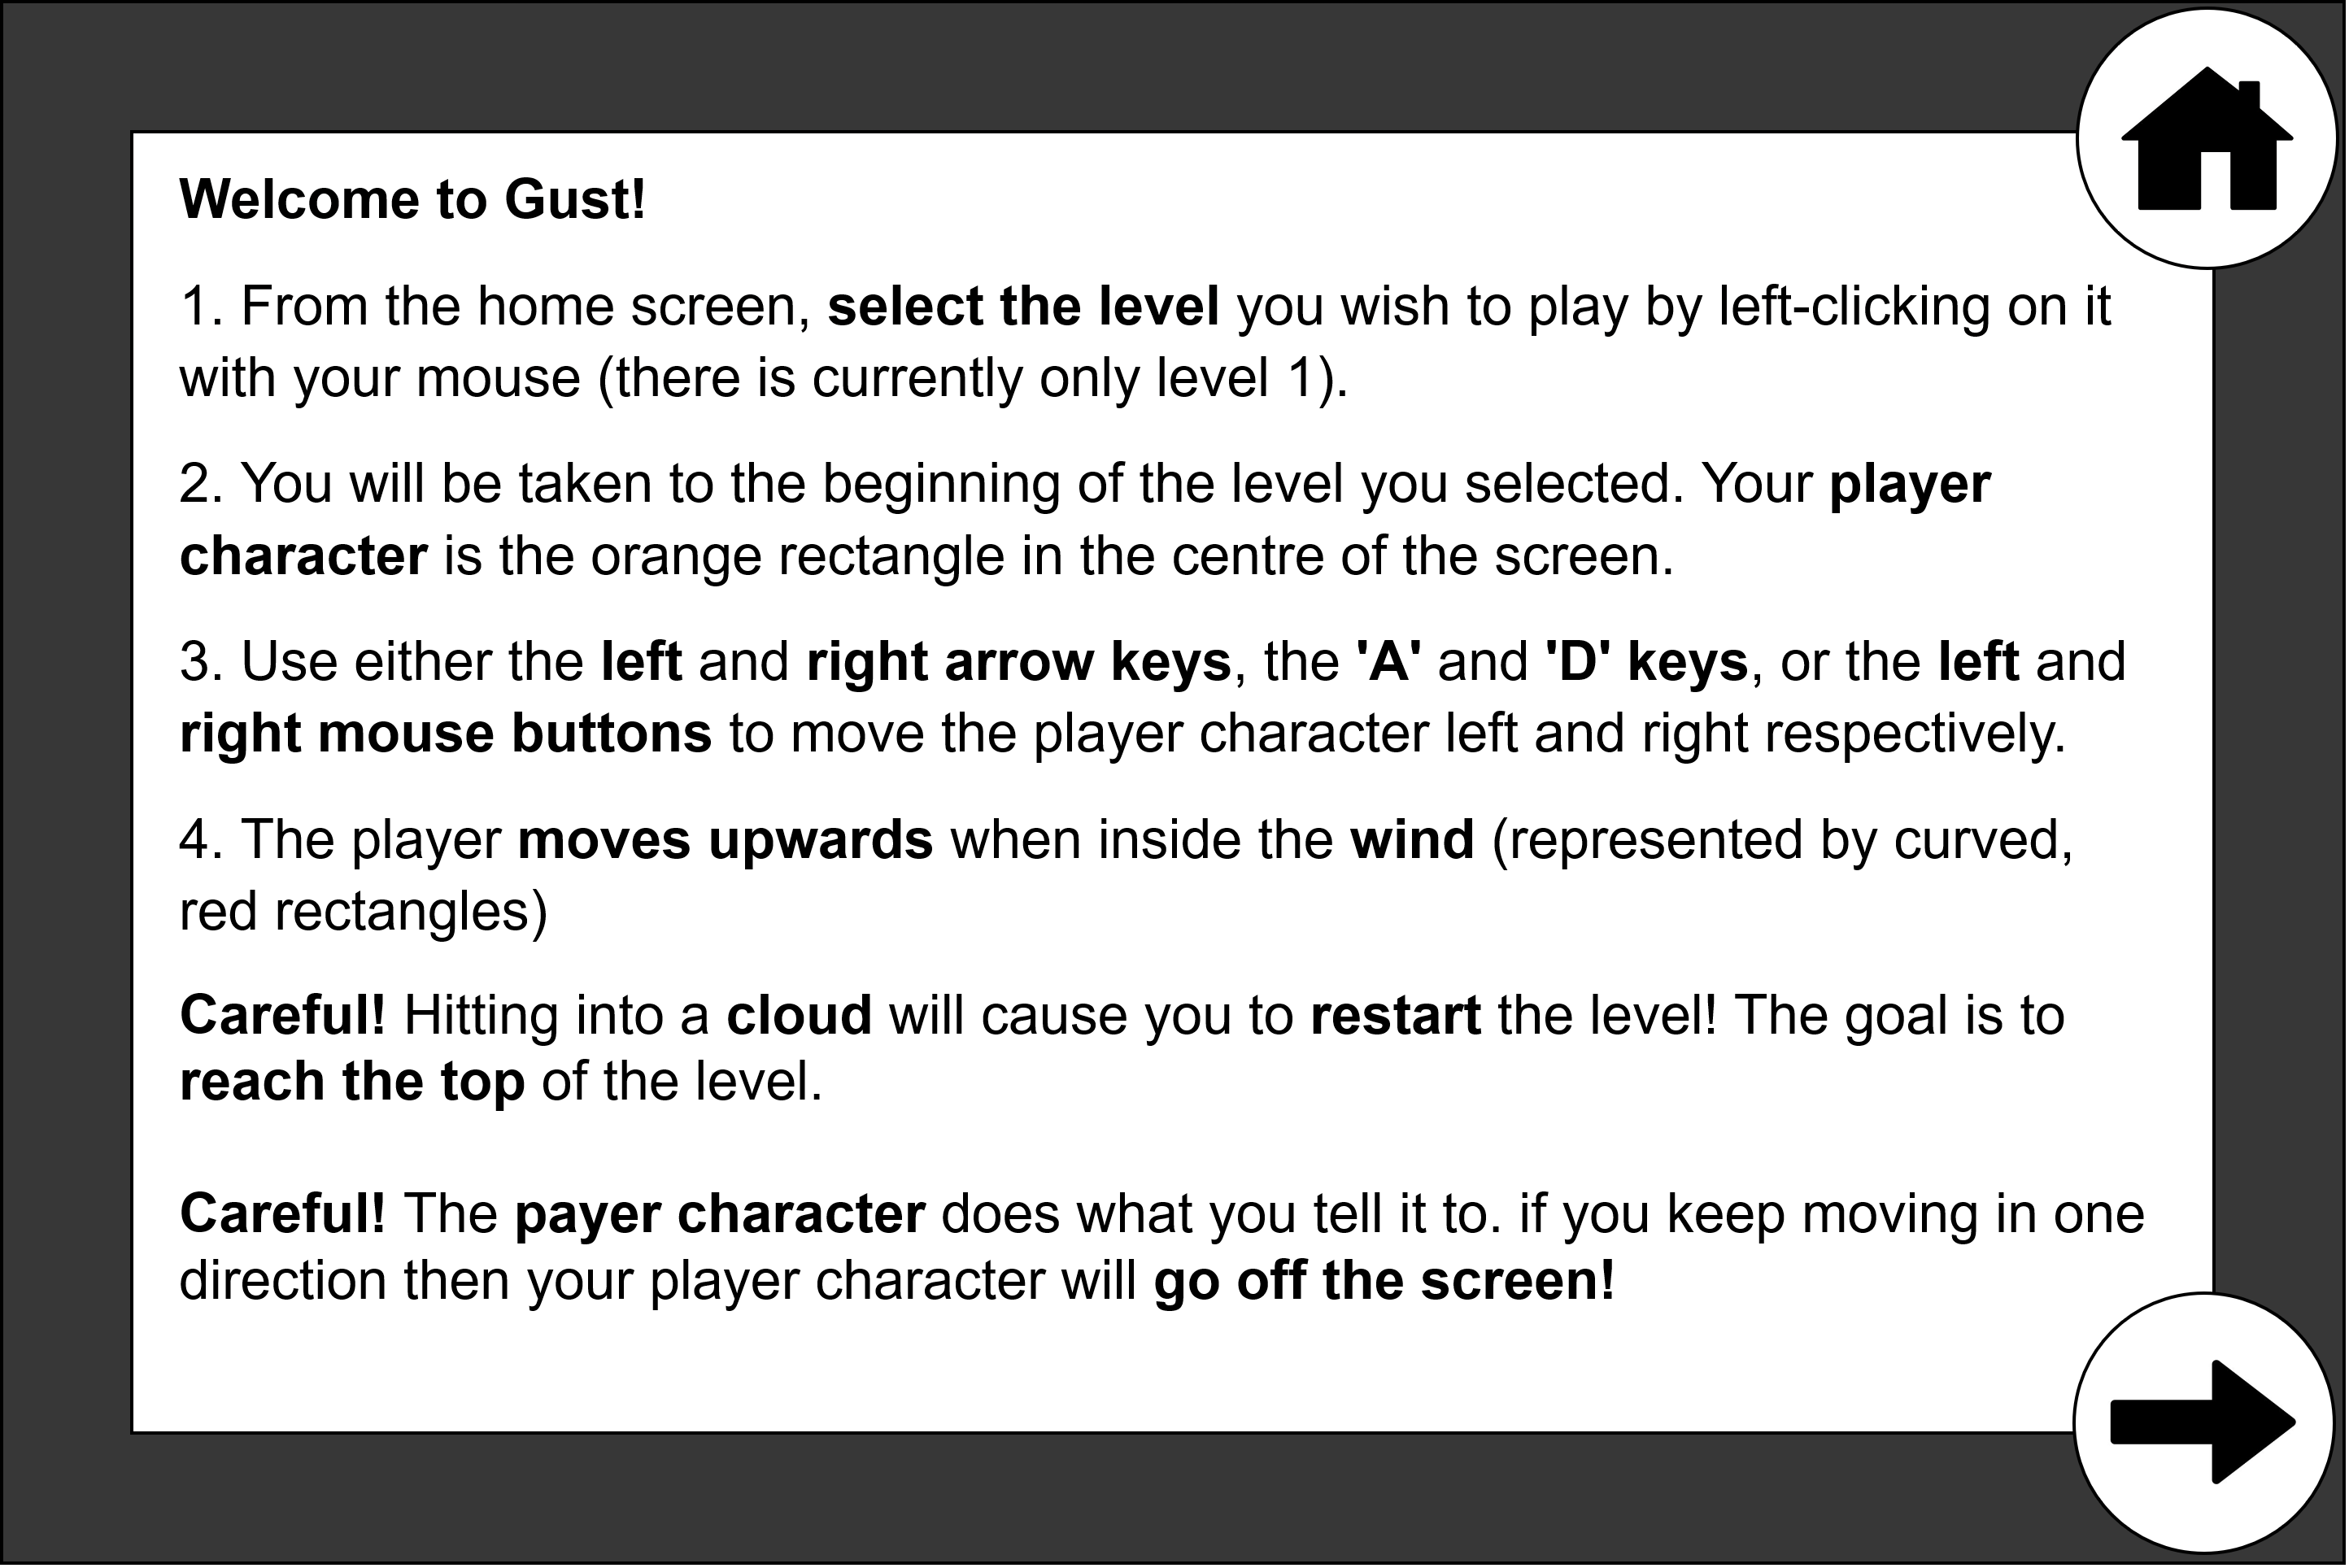 Welcome to Gust!
1. From the home screen, select the level you wish to play by left-clicking on it
with your mouse (there is currently only level 1).
2. You will be taken to the beginning of the level you selected. Your player
character is the orange rectangle in the centre of the screen.
3. Use either the left and right arrow keys, the 'A' and 'D' keys, or the left and
right mouse buttons to move the player character left and right respectively.
4. The player moves upwards when inside the wind (represented by curved,
red rectangles)
Careful! Hitting into a cloud will cause you to restart the level! The goal is to
reach the top of the level.
Careful! The payer character does what you tell it to. if you keep moving in one
direction then your player character will go off the screen!